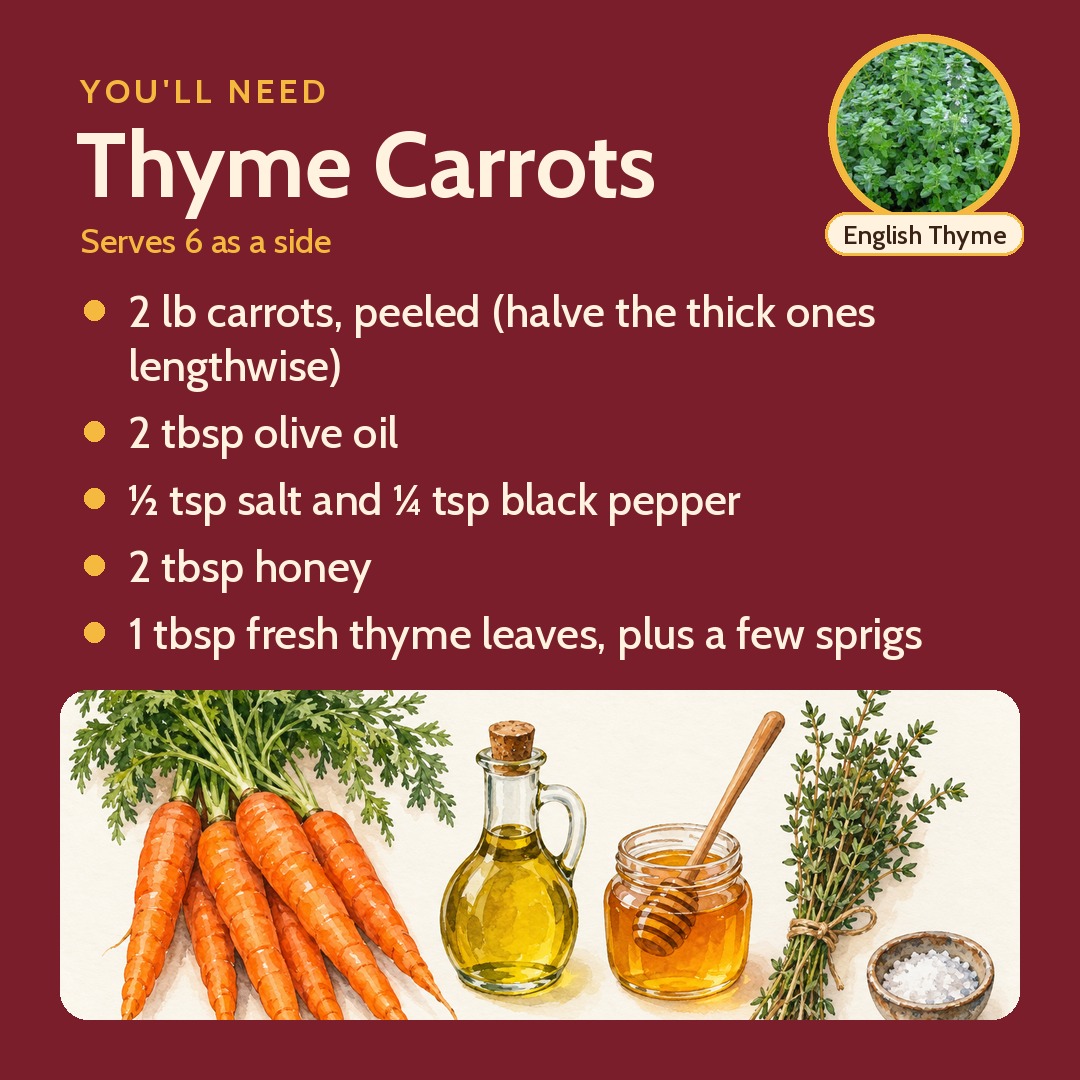 YOU'LL NEED
Thyme Carrots
Serves 6 as a side
English Thyme
2 lb carrots, peeled (halve the thick ones
lengthwise)
2 tbsp olive oil
½ tsp salt and ¼ tsp black pepper
2 tbsp honey
1 tbsp fresh thyme leaves, plus a few sprigs